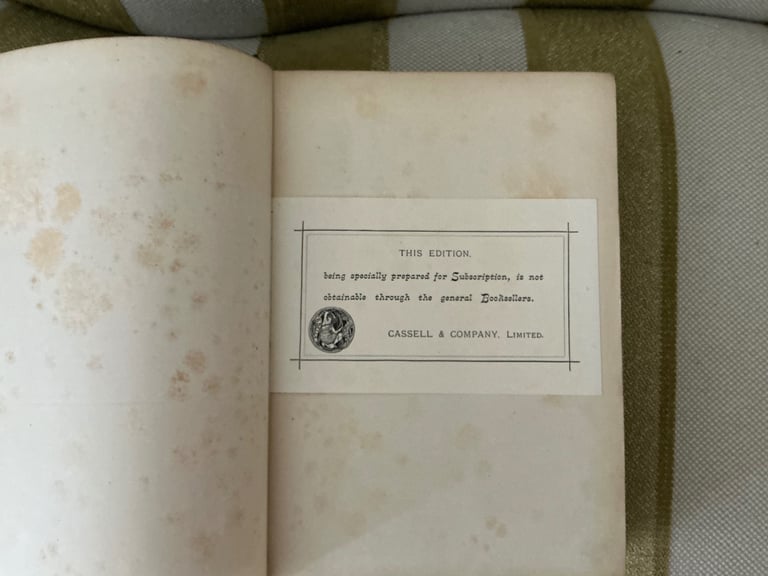 THIS EDITION,
being specially prepared for Subscription, is not
obtainable through the general Booksellers.
CASSELL & COMPANY, LIMITED.